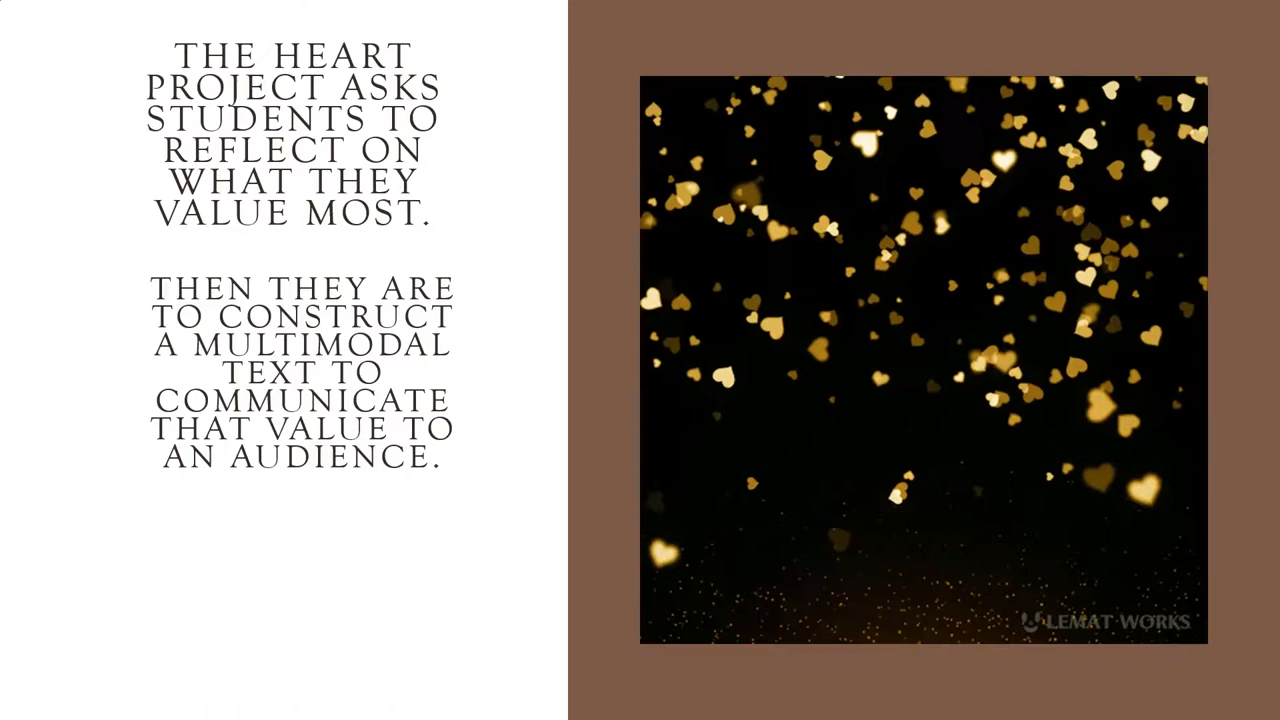 THE HEART
PROJECT ASKS
STUDENTS TO
REFLECT ON
WHAT THEY
VALUE MOST.
THEN THEY ARE
TO CONSTRUCT
A MULTIMODAL
TEXT TO
COMMUNICATE
THAT VALUE TO
AN AUDIENCE.
LEMAT WORKS